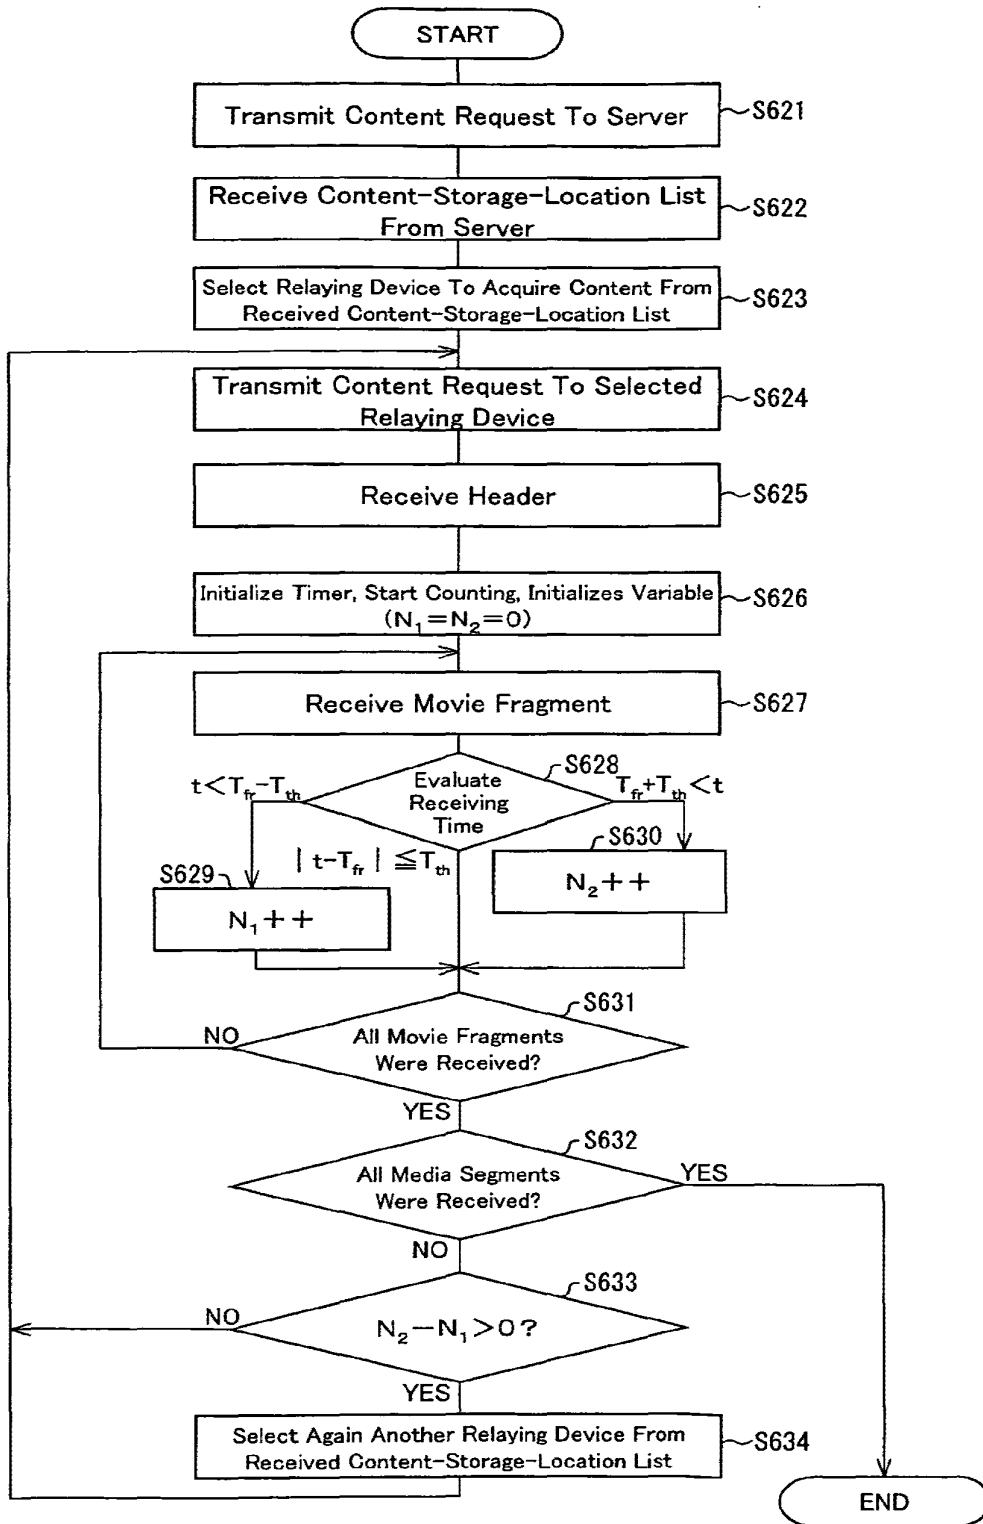 START
Transmit Content Request To Server
S621
Receive Content-Storage-Location List
From Server
S622
Select Relaying Device To Acquire Content From
Received Content-Storage-Location List
S623
Transmit Content Request To Selected
Relaying Device
S624
Receive Header
S625
Initialize Timer, Start Counting, Initializes Variable
(N₁=N₂=0)
S626
Receive Movie Fragment
S627
S628
Evaluate
Receiving
Time
t<Tfr-Tth
Tfr+Tth<t
| t-Tfr | ≦Tth
S629
N₁++
S630
N₂++
S631
All Movie Fragments
Were Received?
NO
YES
S632
All Media Segments
Were Received?
YES
NO
S633
N₂-N₁>0?
NO
YES
Select Again Another Relaying Device From
Received Content-Storage-Location List
S634
END